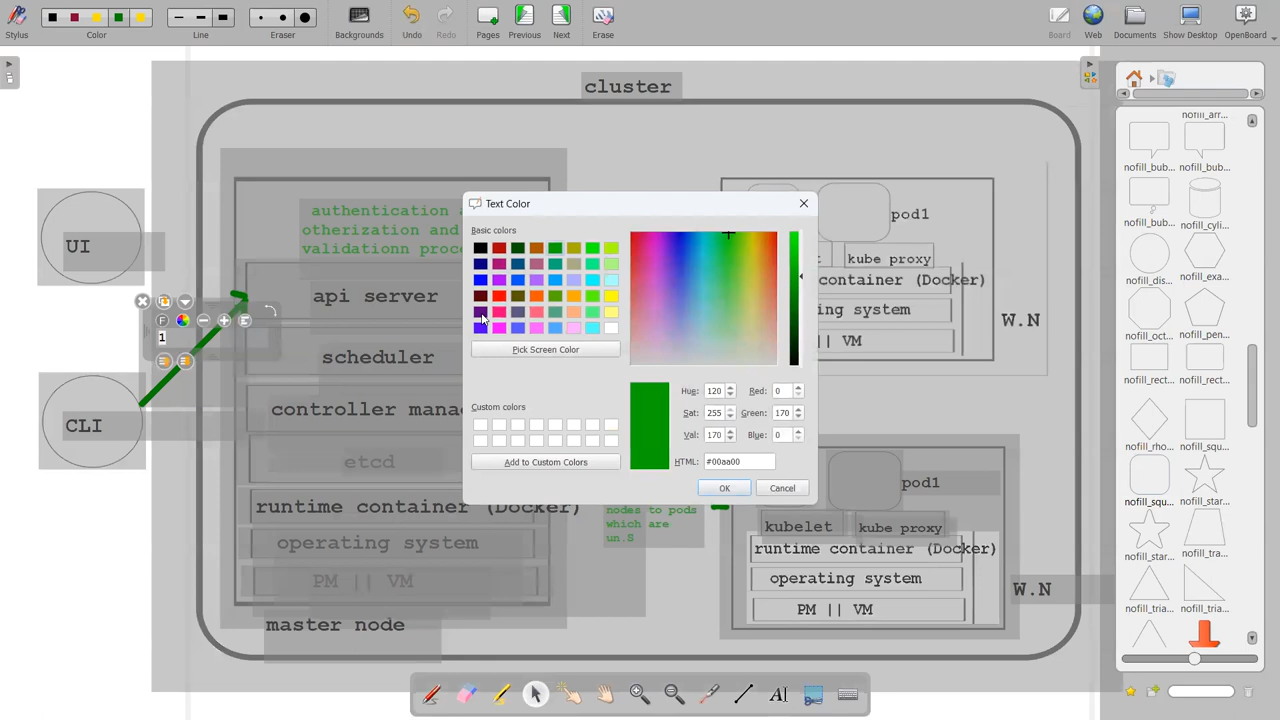 Stylus
Color
Line
Eraser
Backgrounds
Undo
Redo
Pages
Previous
Next
Erase
Board
Web
Documents
Show Desktop
OpenBoard
cluster
UI
CLI
1
F
authentication a
otherization and
validationn proce
api server
scheduler
controller mana
etcd
runtime container (Docker)
operating system
PM || VM
master node
nodes to pods
which are
un.S
pod1
kube proxy
container (Docker)
ing system
VM
W.N
pod1
kubelet
kube proxy
runtime container (Docker)
operating system
PM || VM
W.N
Text Color
Basic colors
Pick Screen Color
Custom colors
Add to Custom Colors
Hue: 120
Red: 0
Sat: 255
Green: 170
Val: 170
Blue: 0
HTML: #00aa00
OK
Cancel
nofill_arr...
nofill_bub...
nofill_bub...
nofill_bub...
nofill_cyli...
nofill_dis...
nofill_exa...
nofill_oct...
nofill_pen...
nofill_rect...
nofill_rect...
nofill_rho...
nofill_squ...
nofill_squ...
nofill_star...
nofill_star...
nofill_tra...
nofill_tria...
nofill_tria...